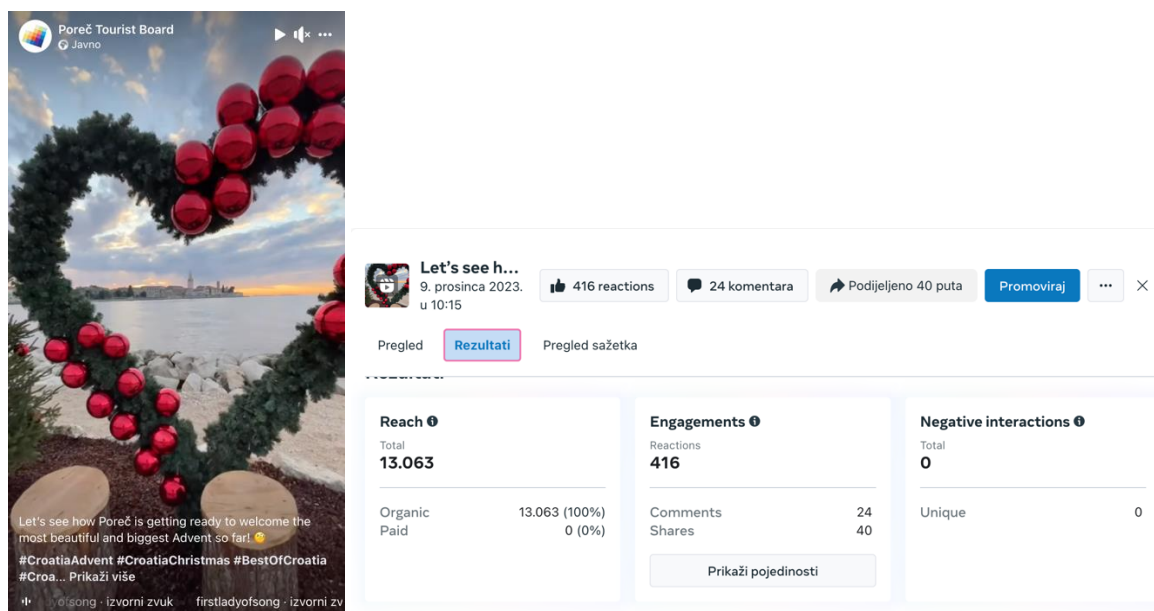 Poreč Tourist Board
Javno
Let's see how Poreč is getting ready to welcome the
most beautiful and biggest Advent so far! 🧐
#CroatiaAdvent #CroatiaChristmas #BestOfCroatia
#Croa... Prikaži više
song · izvorni zvuk firstladyofsong · izvorni zv
Let's see h...
9. prosinca 2023.
u 10:15
416 reactions
24 komentara
Podijeljeno 40 puta
Promoviraj
Pregled
Rezultati
Pregled sažetka
Rezultati
Reach
Total
13.063
Organic 13.063 (100%)
Paid 0 (0%)
Engagements
Reactions
416
Comments 24
Shares 40
Prikaži pojedinosti
Negative interactions
Total
0
Unique 0